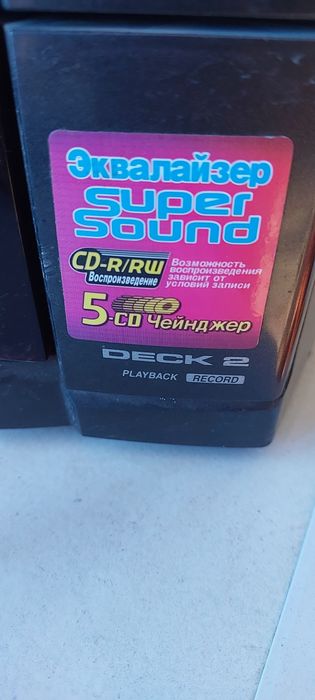 Эквалайзер
Super
Sound
CD-R/RW
Воспроизведение
Возможность
воспроизведения
зависит от
условий записи
5-CD Чейнджер
DECK 2
PLAYBACK RECORD